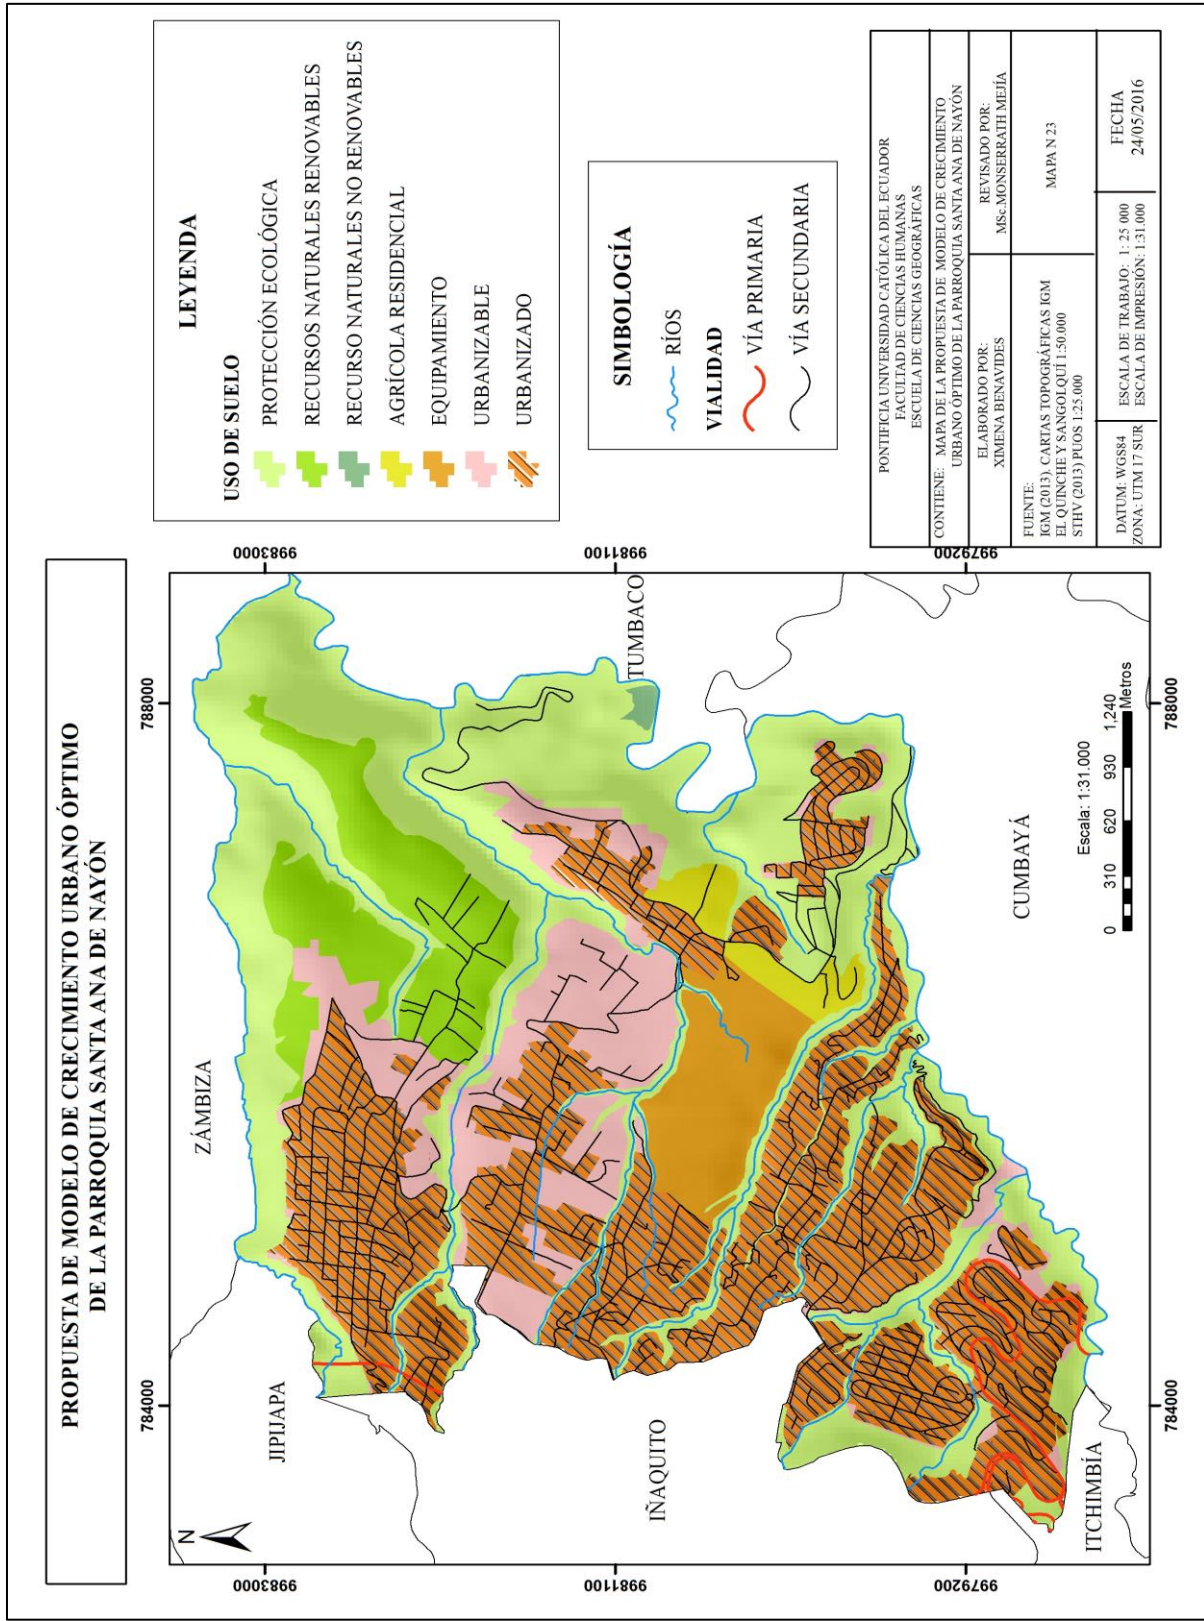 PROPUESTA DE MODELO DE CRECIMIENTO URBANO ÓPTIMO
DE LA PARROQUIA SANTA ANA DE NAYÓN
784000
788000
N
9983000
9981100
9979200
9983000
9981100
9979200
ZÁMBIZA
JIPIJAPA
IÑAQUITO
ITCHIMBÍA
TUMBACO
CUMBAYÁ
Escala: 1:31.000
0 310 620 930 1.240
Metros
784000
788000
LEYENDA
USO DE SUELO
PROTECCIÓN ECOLÓGICA
RECURSOS NATURALES RENOVABLES
RECURSO NATURALES NO RENOVABLES
AGRÍCOLA RESIDENCIAL
EQUIPAMIENTO
URBANIZABLE
URBANIZADO
SIMBOLOGÍA
RÍOS
VIALIDAD
VÍA PRIMARIA
VÍA SECUNDARIA
PONTIFICIA UNIVERSIDAD CATÓLICA DEL ECUADOR
FACULTAD DE CIENCIAS HUMANAS
ESCUELA DE CIENCIAS GEOGRÁFICAS
CONTIENE: MAPA DE LA PROPUESTA DE MODELO DE CRECIMIENTO
URBANO ÓPTIMO DE LA PARROQUIA SANTA ANA DE NAYÓN
ELABORADO POR:
XIMENA BENAVIDES
REVISADO POR:
MSc.MONSERRATH MEJÍA
FUENTE:
IGM (2013). CARTAS TOPOGRÁFICAS IGM
EL QUINCHE Y SANGOLQUÍ 1:50.000
STHV (2013) PUOS 1:25.000
MAPA N 23
DATUM: WGS84
ZONA: UTM 17 SUR
ESCALA DE TRABAJO: 1: 25 000
ESCALA DE IMPRESIÓN: 1:31.000
FECHA
24/05/2016